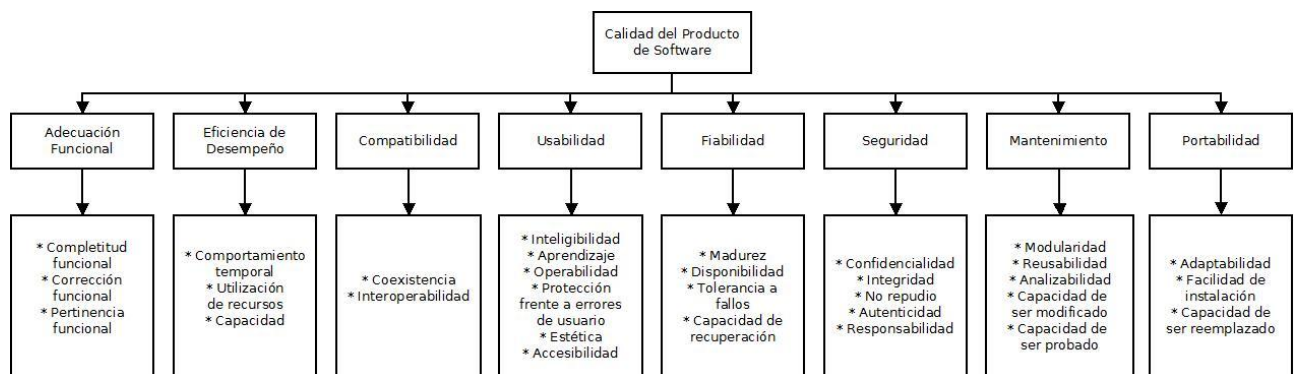 Calidad del Producto
de Software
Adecuación
Funcional
Eficiencia de
Desempeño
Compatibilidad
Usabilidad
Fiabilidad
Seguridad
Mantenimiento
Portabilidad
* Completitud
funcional
* Corrección
funcional
* Pertinencia
funcional
* Comportamiento
temporal
* Utilización
de recursos
* Capacidad
* Coexistencia
* Interoperabilidad
* Inteligibilidad
* Aprendizaje
* Operabilidad
* Protección
frente a errores
de usuario
* Estética
* Accesibilidad
* Madurez
* Disponibilidad
* Tolerancia a
fallos
* Capacidad de
recuperación
* Confidencialidad
* Integridad
* No repudio
* Autenticidad
* Responsabilidad
* Modularidad
* Reusabilidad
* Analizabilidad
* Capacidad de
ser modificado
* Capacidad de
ser probado
* Adaptabilidad
* Facilidad de
instalación
* Capacidad de
ser reemplazado